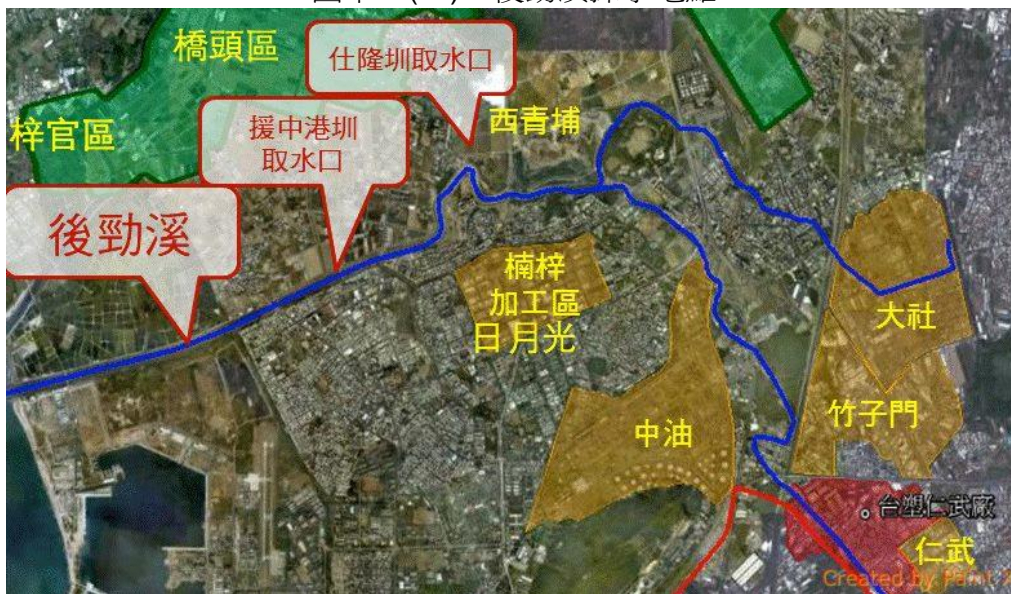 橋頭區
仕隆圳取水口
梓官區
援中港圳
取水口
西青埔
後勁溪
楠梓
加工區
日月光
大社
竹子門
中油
台塑仁武廠
仁武
Created by Paint X